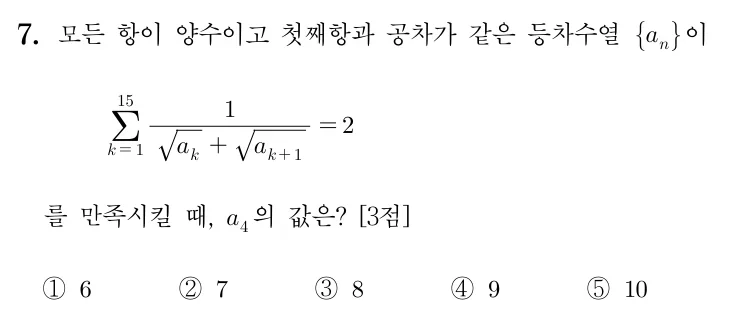 7. 모든 항이 양수이고 첫째항과 공차가 같은 등차수열 {aₙ}이
∑_{k=1}^{15} 1/(√a_k + √a_{k+1}) = 2
를 만족시킬 때, a₄의 값은? [3점]
① 6 ② 7 ③ 8 ④ 9 ⑤ 10